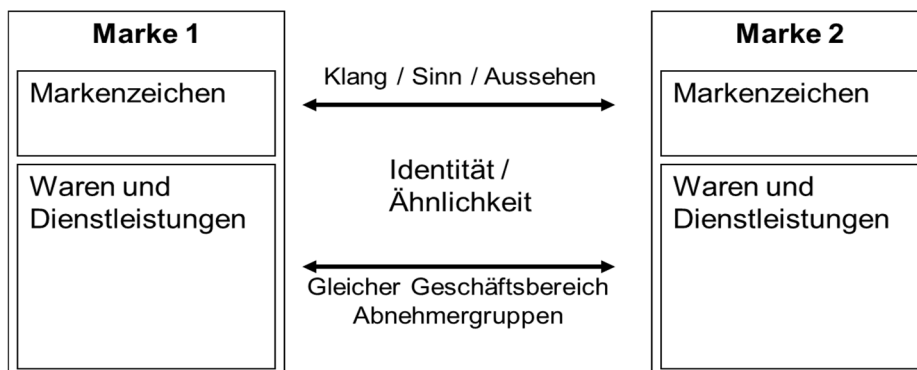 Marke 1
Markenzeichen
Waren und
Dienstleistungen
Klang / Sinn / Aussehen
Identität /
Ähnlichkeit
Gleicher Geschäftsbereich
Abnehmergruppen
Marke 2
Markenzeichen
Waren und
Dienstleistungen